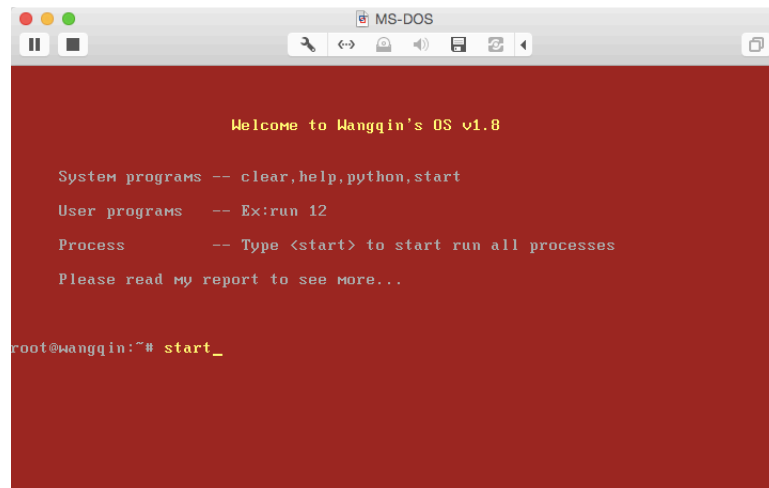 MS-DOS
Welcome to Wangqin's OS v1.8
System programs -- clear,help,python,start
User programs   -- Ex:run 12
Process         -- Type <start> to start run all processes
Please read my report to see more...
root@wangqin:~# start_